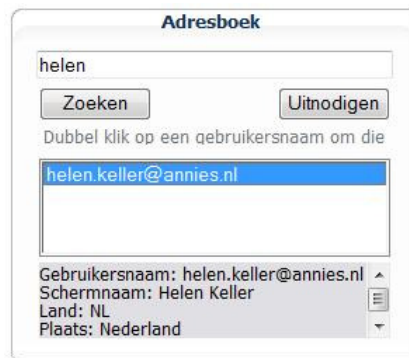 Adresboek
helen
Zoeken
Uitnodigen
Dubbel klik op een gebruikersnaam om die
helen.keller@annies.nl
Gebruikersnaam: helen.keller@annies.nl
Schermnaam: Helen Keller
Land: NL
Plaats: Nederland